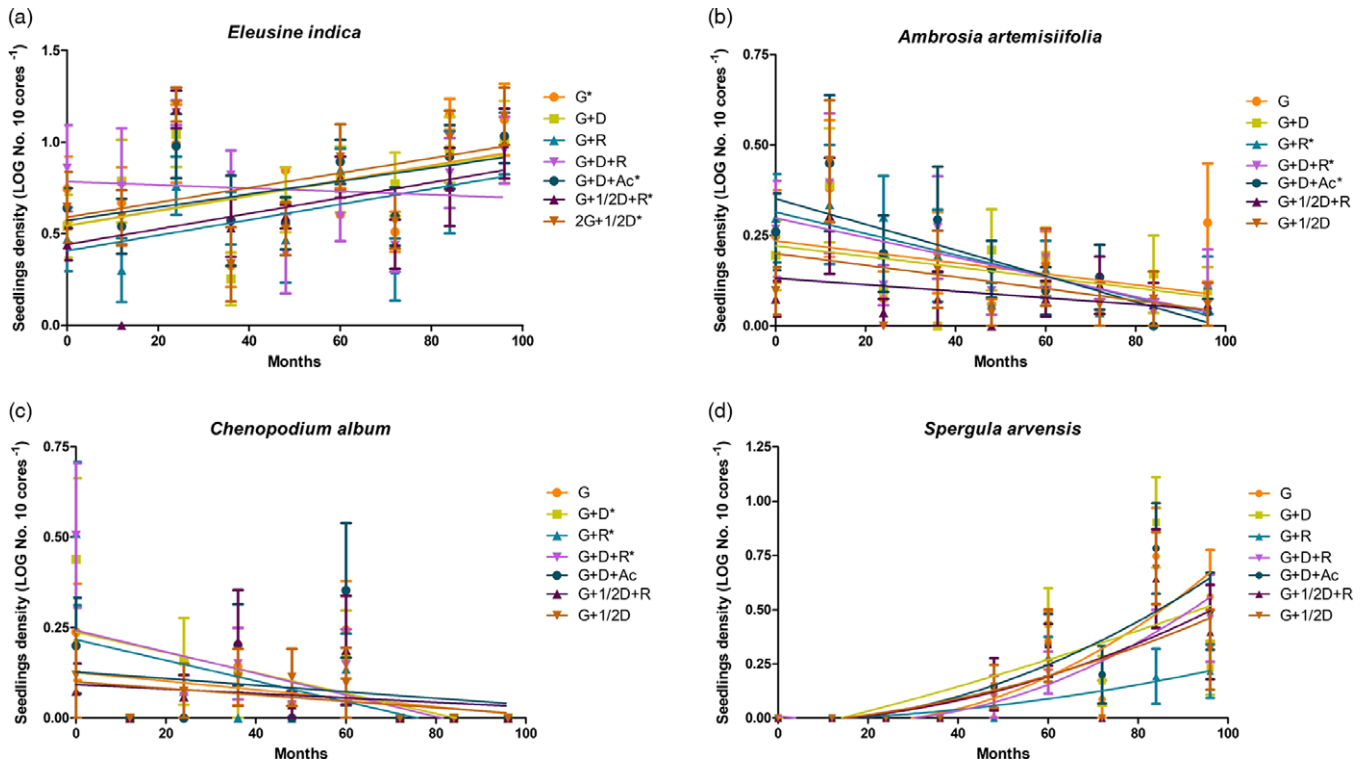 (a)
Eleusine indica
Seedlings density (LOG No. 10 cores⁻¹)
1.5
1.0
0.5
0.0
0 20 40 60 80 100
Months
G*
G+D
G+R
G+D+R
G+D+Ac*
G+1/2D+R*
2G+1/2D*
(b)
Ambrosia artemisiifolia
Seedlings density (LOG No. 10 cores⁻¹)
0.75
0.50
0.25
0.00
0 20 40 60 80 100
Months
G
G+D
G+R*
G+D+R*
G+D+Ac*
G+1/2D+R
G+1/2D
(c)
Chenopodium album
Seedlings density (LOG No. 10 cores⁻¹)
0.75
0.50
0.25
0.00
0 20 40 60 80 100
Months
G
G+D*
G+R*
G+D+R*
G+D+Ac
G+1/2D+R
G+1/2D
(d)
Spergula arvensis
Seedlings density (LOG No. 10 cores⁻¹)
1.25
1.00
0.75
0.50
0.25
0.00
0 20 40 60 80 100
Months
G
G+D
G+R
G+D+R
G+D+Ac
G+1/2D+R
G+1/2D